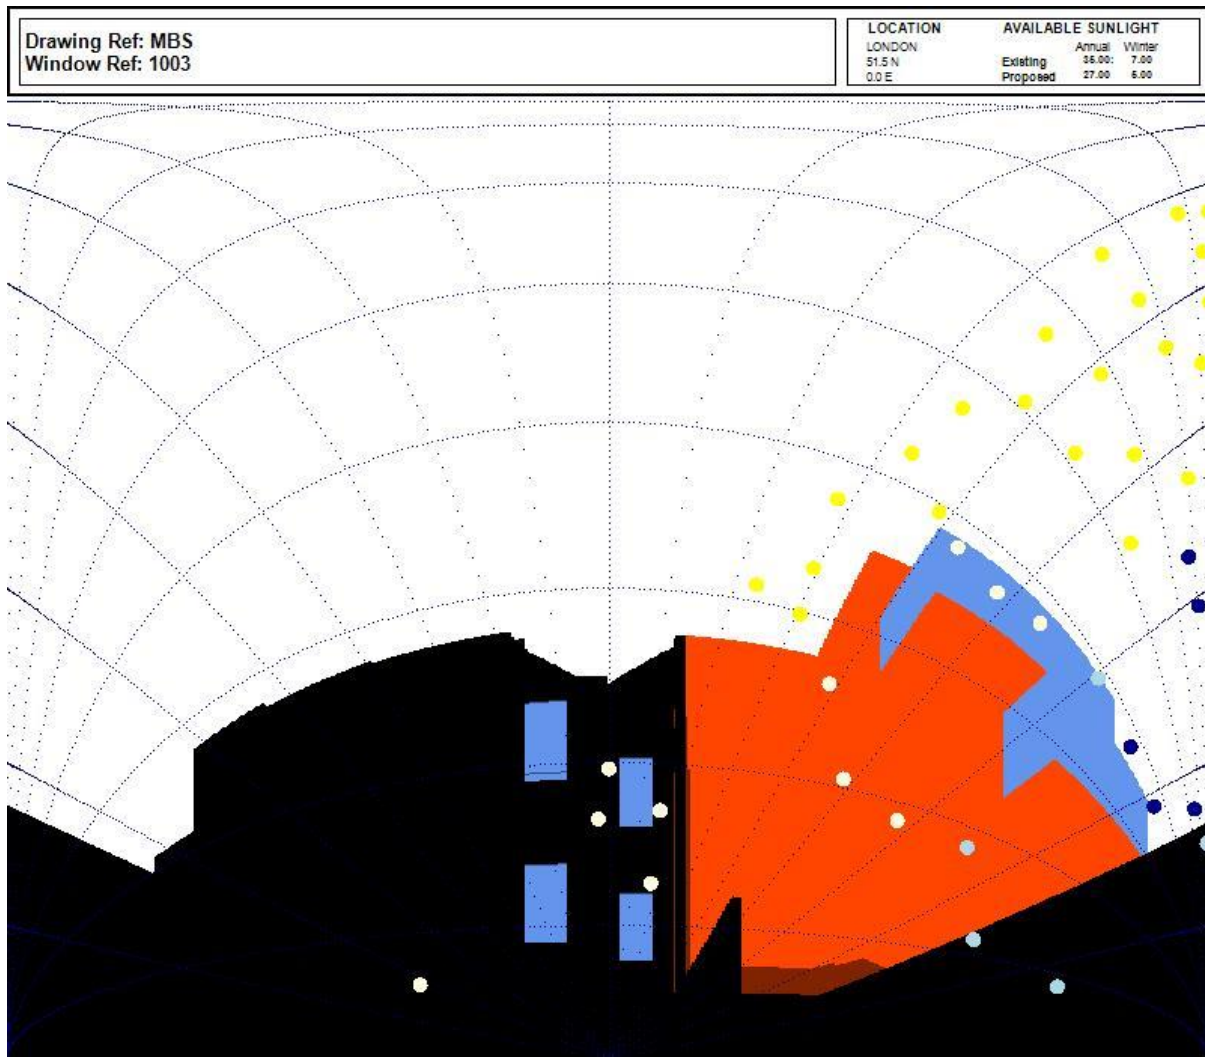 Drawing Ref: MBS
Window Ref: 1003
LOCATION
LONDON
51.5 N
0.0 E
AVAILABLE SUNLIGHT
Annual Winter
Existing 35.00: 7.00
Proposed 27.00 5.00